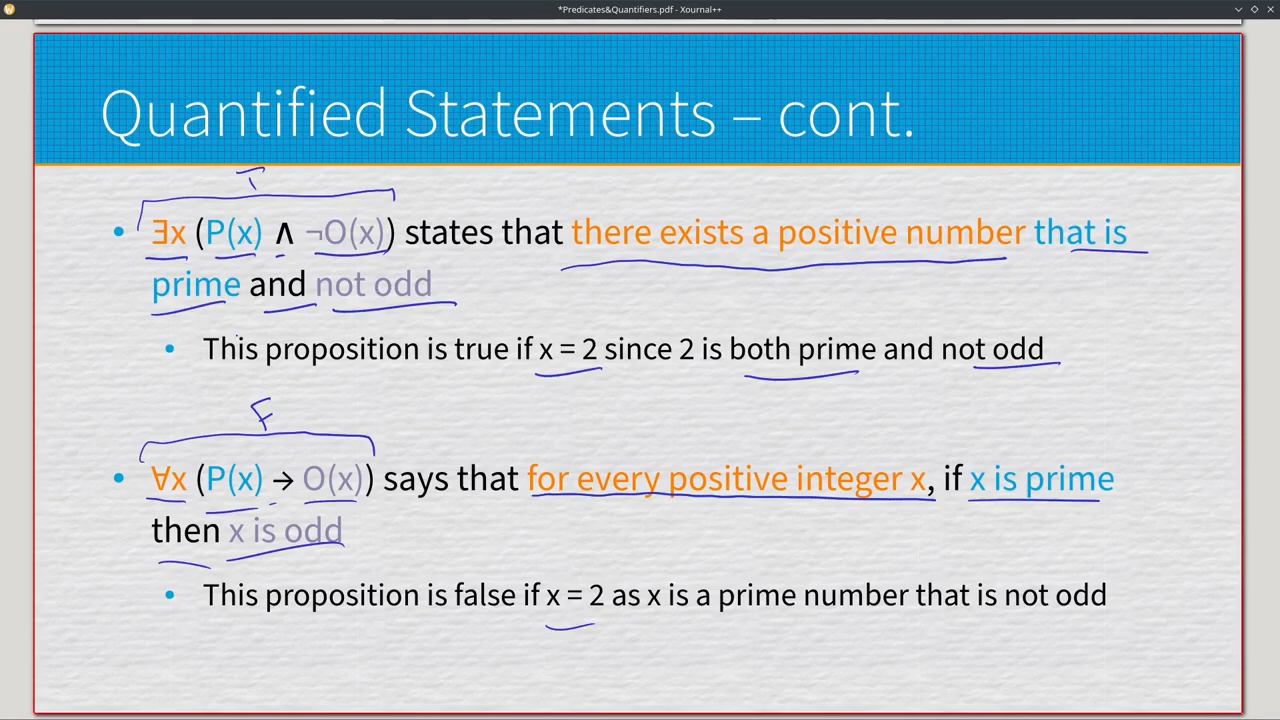 *Predicates&Quantifiers.pdf - Xournal++
Quantified Statements – cont.
T
• ∃x (P(x) ∧ ¬O(x)) states that there exists a positive number that is
prime and not odd
• This proposition is true if x = 2 since 2 is both prime and not odd
F
• ∀x (P(x) → O(x)) says that for every positive integer x, if x is prime
then x is odd
• This proposition is false if x = 2 as x is a prime number that is not odd